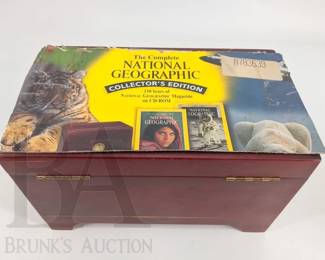 The Complete
NATIONAL
GEOGRAPHIC
COLLECTOR'S EDITION
110 years of
National Geographic Magazine
on CD-ROM
NATIONAL
GEOGRAPHIC
NATIONAL
GEOGRAPHIC
BA
BRUNK'S AUCTION